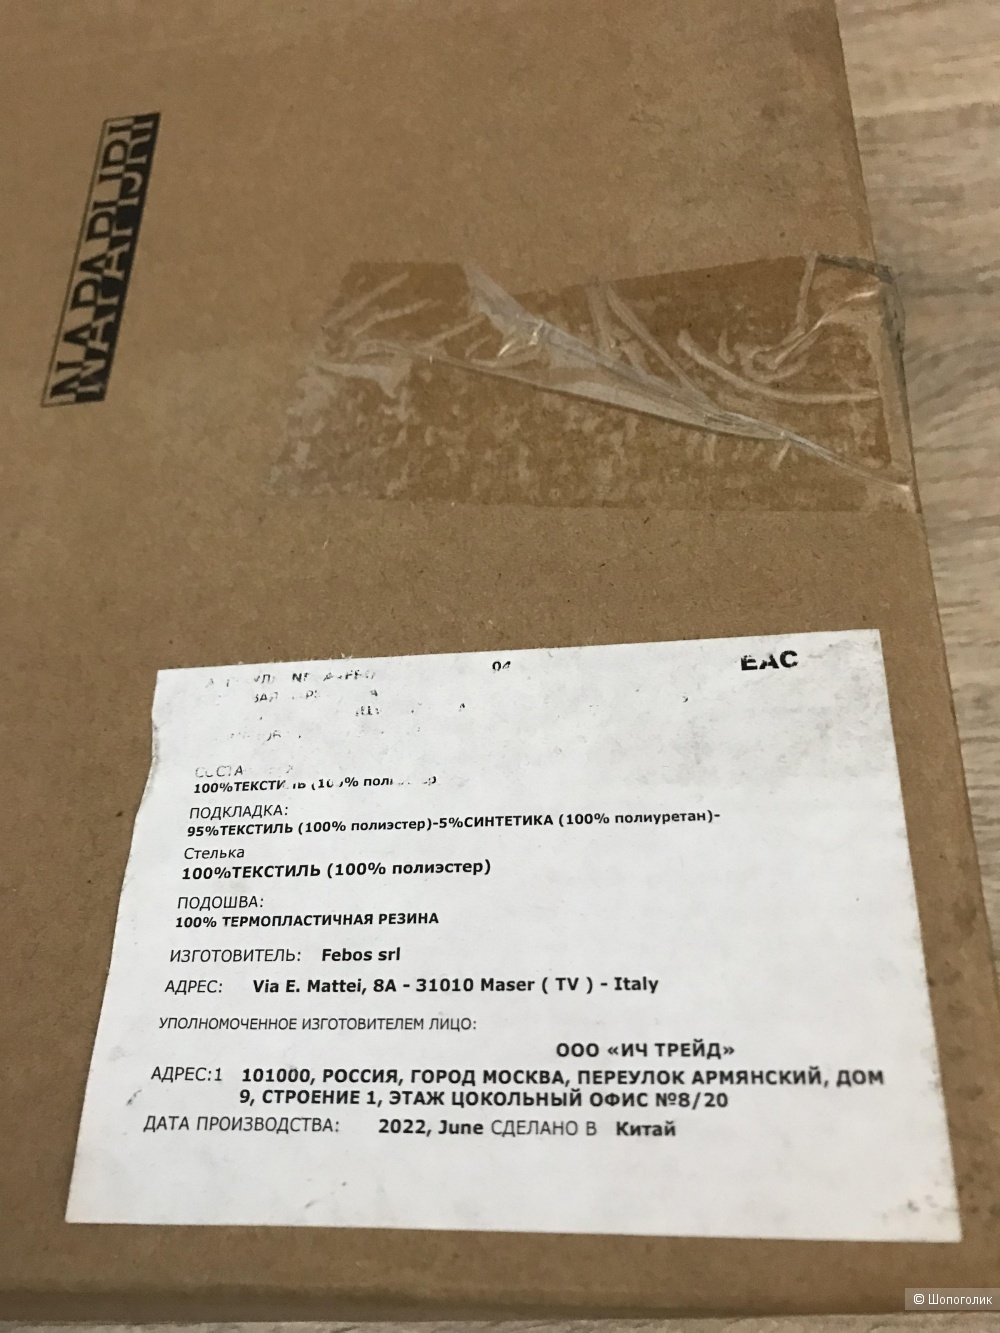 NAPAPIJRI
NAPAPIJRI
04
EAC
100%ТЕКСТИЛЬ (100%
ПОДКЛАДКА:
95%ТЕКСТИЛЬ (100% полиэстер)-5%СИНТЕТИКА (100% полиуретан)-
Стелька
100%ТЕКСТИЛЬ (100% полиэстер)
ПОДОШВА:
100% ТЕРМОПЛАСТИЧНАЯ РЕЗИНА
ИЗГОТОВИТЕЛЬ: Febos srl
АДРЕС: Via E. Mattei, 8A - 31010 Maser ( TV ) - Italy
УПОЛНОМОЧЕННОЕ ИЗГОТОВИТЕЛЕМ ЛИЦО:
ООО «ИЧ ТРЕЙД»
АДРЕС:1 101000, РОССИЯ, ГОРОД МОСКВА, ПЕРЕУЛОК АРМЯНСКИЙ, ДОМ
9, СТРОЕНИЕ 1, ЭТАЖ ЦОКОЛЬНЫЙ ОФИС №8/20
ДАТА ПРОИЗВОДСТВА: 2022, June СДЕЛАНО В Китай
© Шопоголик